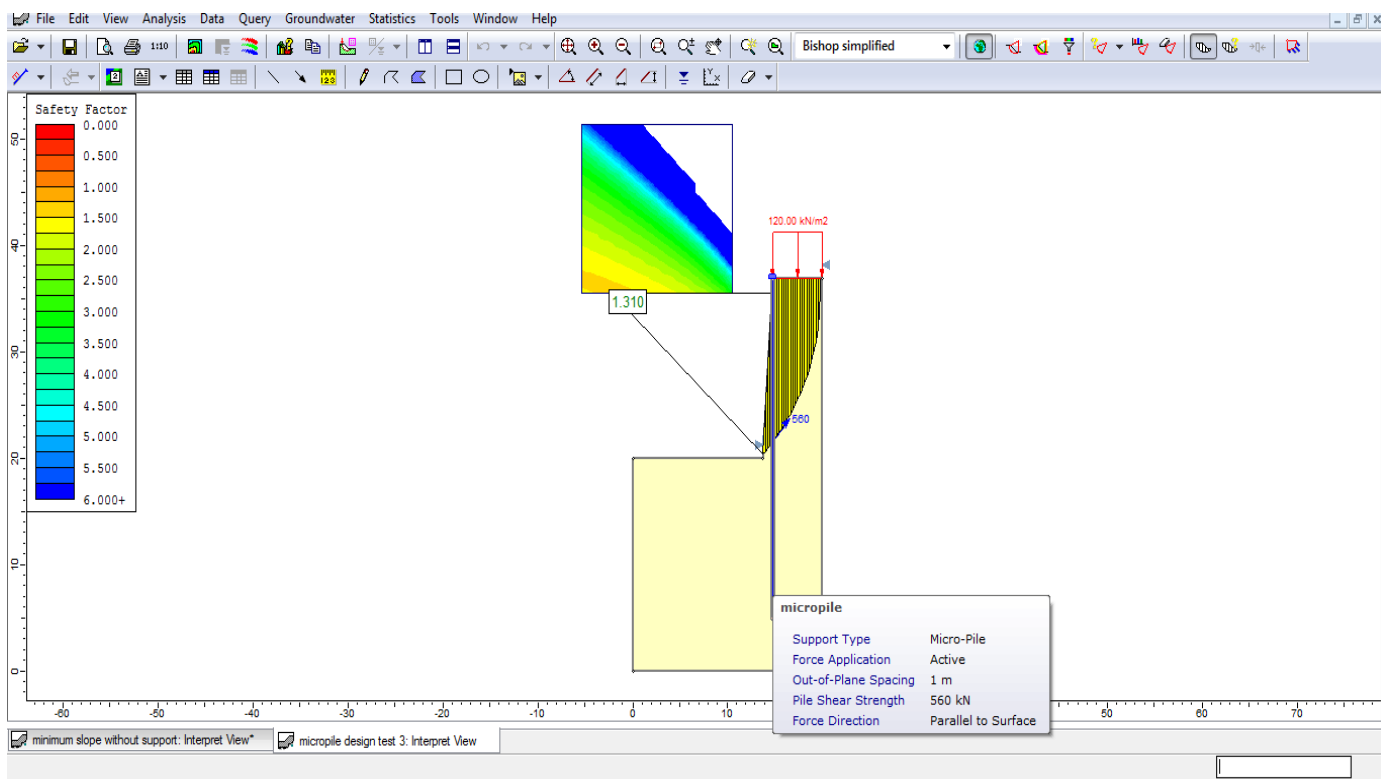 File Edit View Analysis Data Query Groundwater Statistics Tools Window Help
1:10
Bishop simplified
Safety Factor
0.000
0.500
1.000
1.500
2.000
2.500
3.000
3.500
4.000
4.500
5.000
5.500
6.000+
50
40
30
20
10
0
120.00 kN/m2
1.310
560
micropile
Support Type Micro-Pile
Force Application Active
Out-of-Plane Spacing 1 m
Pile Shear Strength 560 kN
Force Direction Parallel to Surface
-60 -50 -40 -30 -20 -10 0 10 50 60 70
minimum slope without support: Interpret View* micropile design test 3: Interpret View